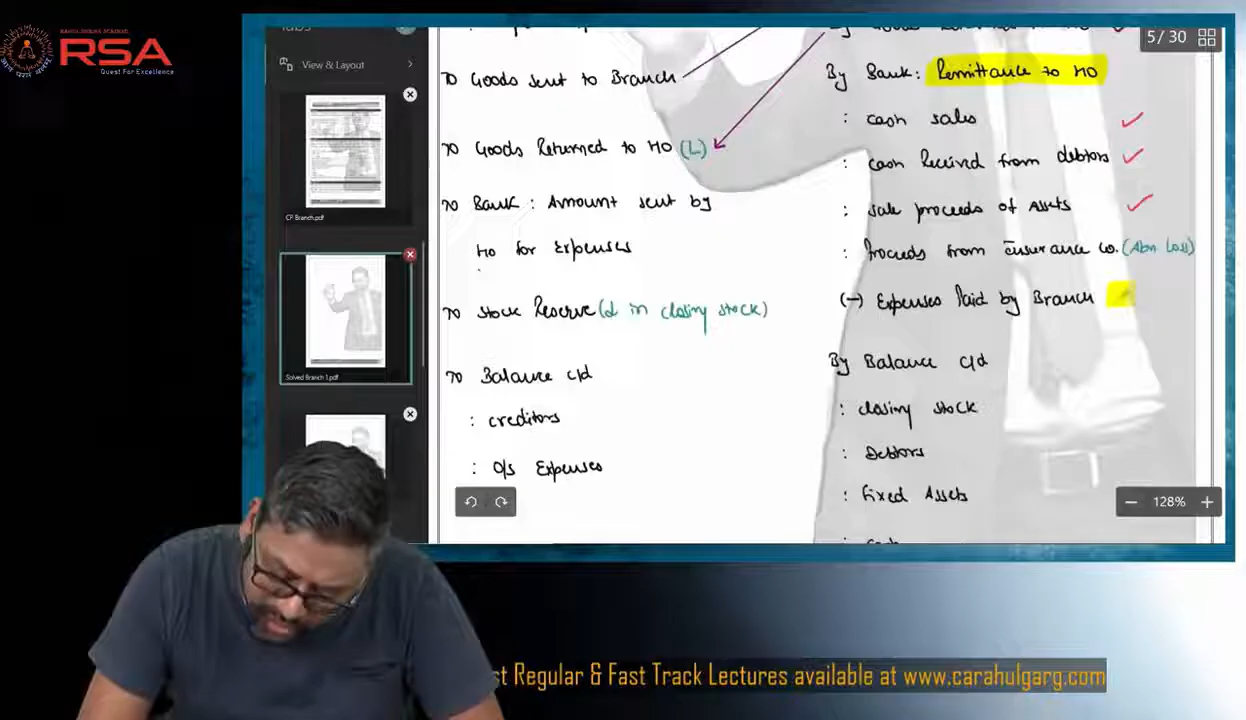 RAHUL GARG ACADEMY
RSA
Quest For Excellence
View & Layout
CP Branch.pdf
Solved Branch 1.pdf
5/30
To Goods sent to Branch
To Goods Returned to HO (L)
To Bank : Amount sent by
HO for Expenses
To Stock Reserve (L in closing stock)
To Balance c/d
: creditors
: O/s Expenses
By Bank : Remittance to HO
: cash sales
: cash Received from debtors
: sale proceeds of Assets
: Proceeds from Insurance co. (Abn Loss)
(-) Expenses Paid by Branch
By Balance c/d
: closing stock
: Debtors
: Fixed Assets
: cash
128%
st Regular & Fast Track Lectures available at www.carahulgarg.com